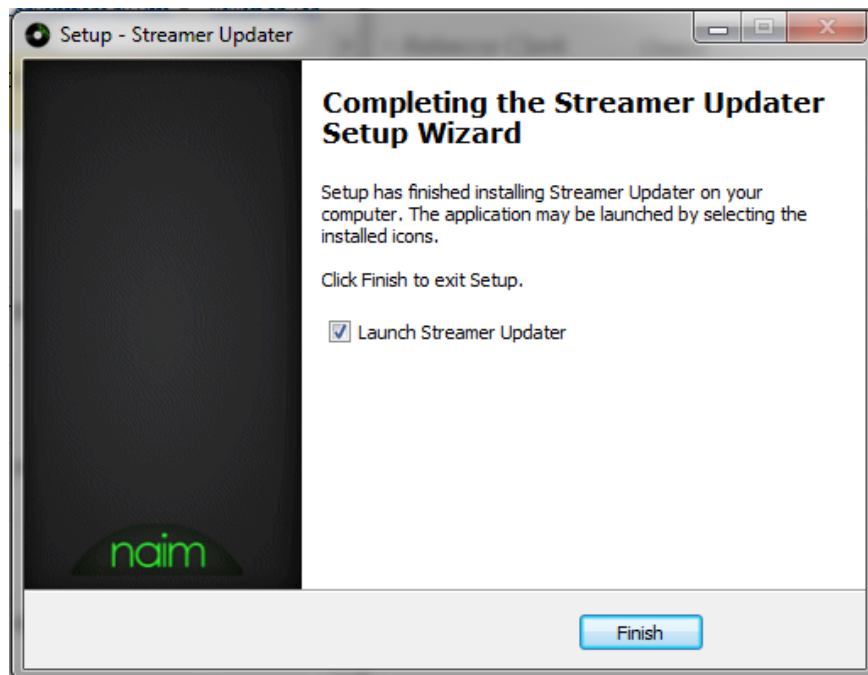 Setup - Streamer Updater
Completing the Streamer Updater
Setup Wizard
Setup has finished installing Streamer Updater on your
computer. The application may be launched by selecting the
installed icons.
Click Finish to exit Setup.
Launch Streamer Updater
naim
Finish